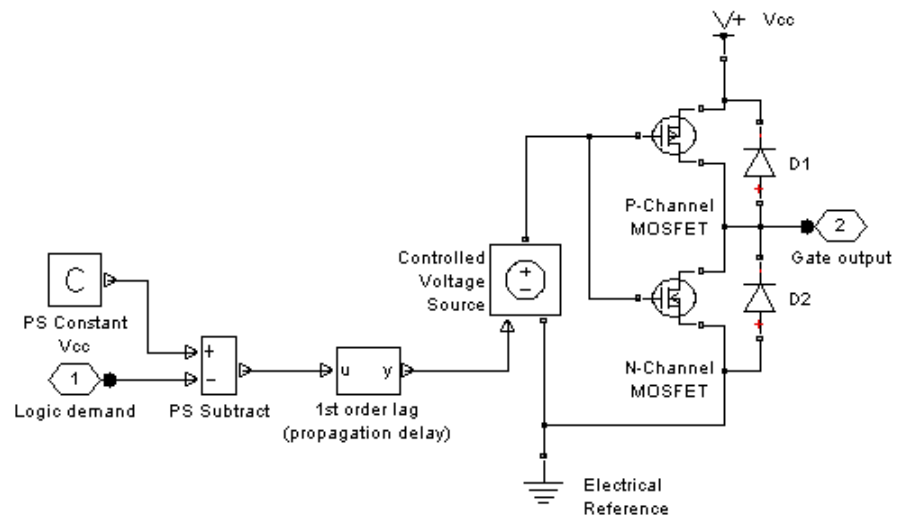 V+ Vcc
D1
P-Channel
MOSFET
2
Gate output
Controlled
Voltage
Source
+
−
D2
N-Channel
MOSFET
C
PS Constant
Vcc
1
Logic demand
+
−
PS Subtract
u y
1st order lag
(propagation delay)
Electrical
Reference